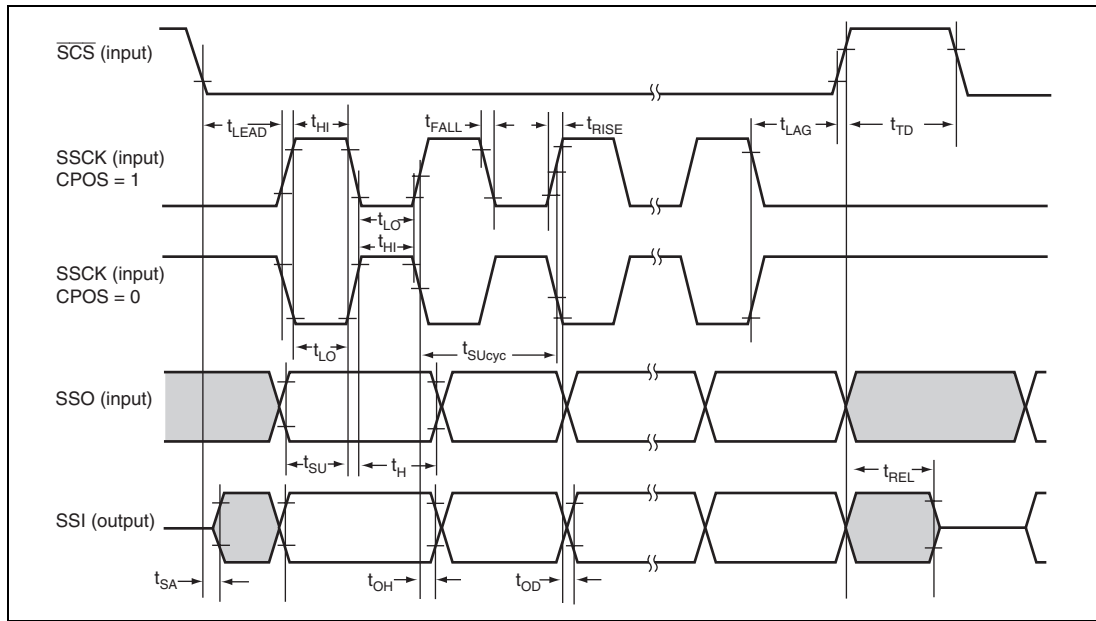 SCS (input)
tLEAD tHI tFALL tRISE tLAG tTD
SSCK (input)
CPOS = 1
tLO
tHI
SSCK (input)
CPOS = 0
tLO tSUcyc
SSO (input)
tSU tH tREL
SSI (output)
tSA tOH tOD